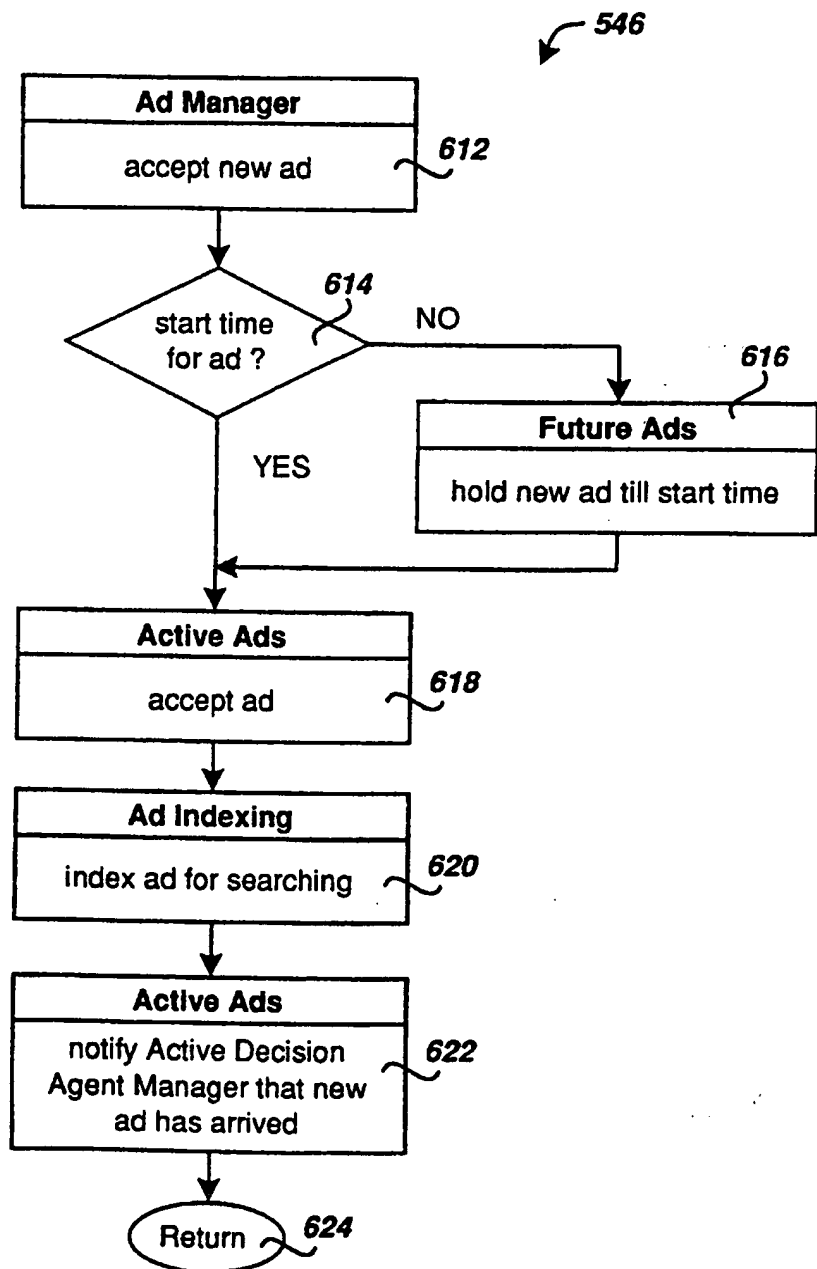 546
Ad Manager
accept new ad
612
start time
for ad ?
614
NO
YES
616
Future Ads
hold new ad till start time
Active Ads
accept ad
618
Ad Indexing
index ad for searching
620
Active Ads
notify Active Decision
Agent Manager that new
ad has arrived
622
Return
624